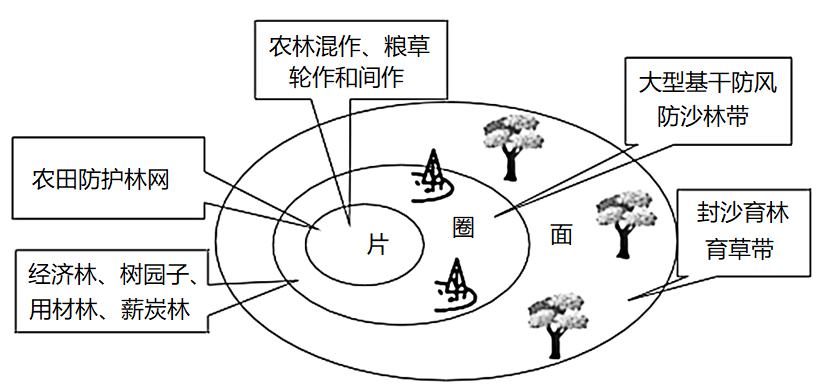 农林混作、粮草
轮作和间作
大型基干防风
防沙林带
农田防护林网
封沙育林
育草带
经济林、树园子、
用材林、薪炭林
片
圈
面